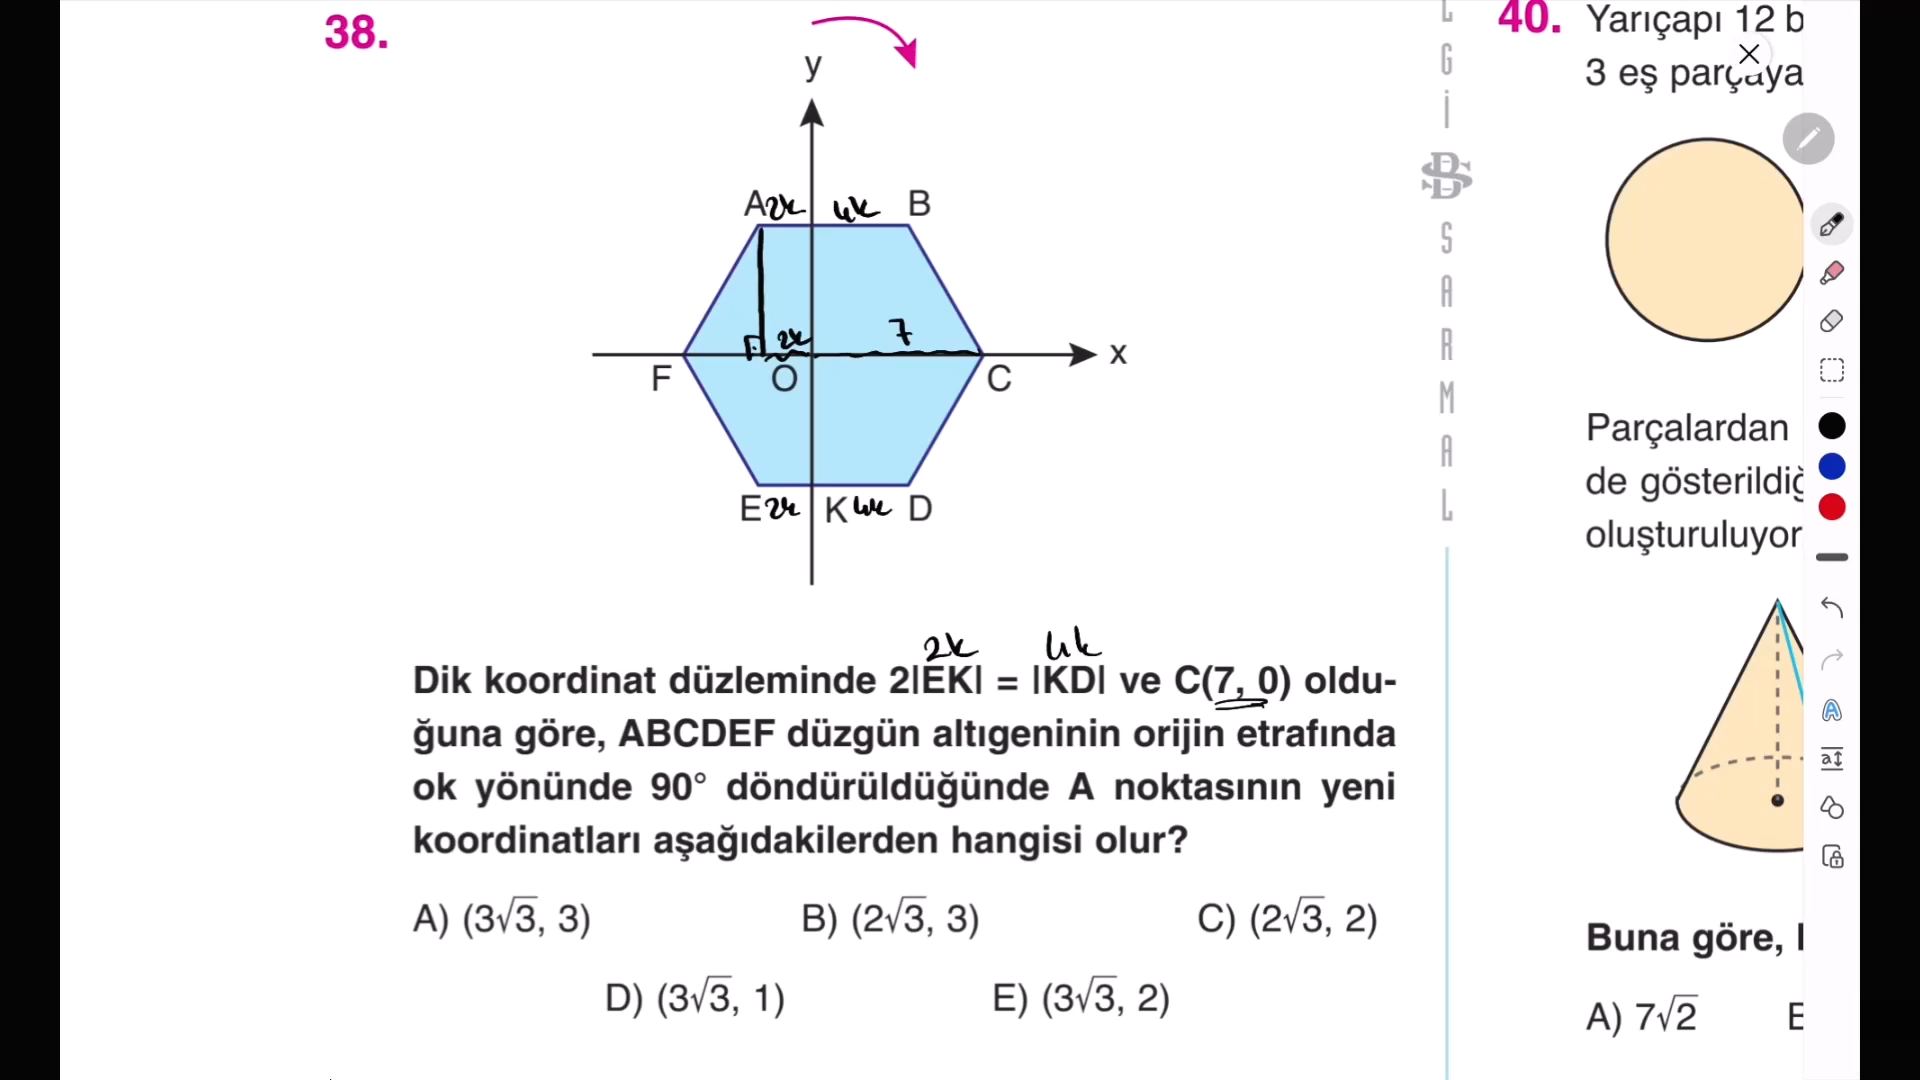 38.
y
A 2k 4k B
2k 7
x
F O C
E 2k K 4k D
2k 4k
Dik koordinat düzleminde 2|EK| = |KD| ve C(7, 0) oldu-
ğuna göre, ABCDEF düzgün altıgeninin orijin etrafında
ok yönünde 90° döndürüldüğünde A noktasının yeni
koordinatları aşağıdakilerden hangisi olur?
A) (3√3, 3) B) (2√3, 3) C) (2√3, 2)
D) (3√3, 1) E) (3√3, 2)
L
G
İ
S
A
R
M
A
L
40. Yarıçapı 12 b
3 eş parçaya
Parçalardan
de gösterildiğ
oluşturuluyor
Buna göre,
A) 7√2